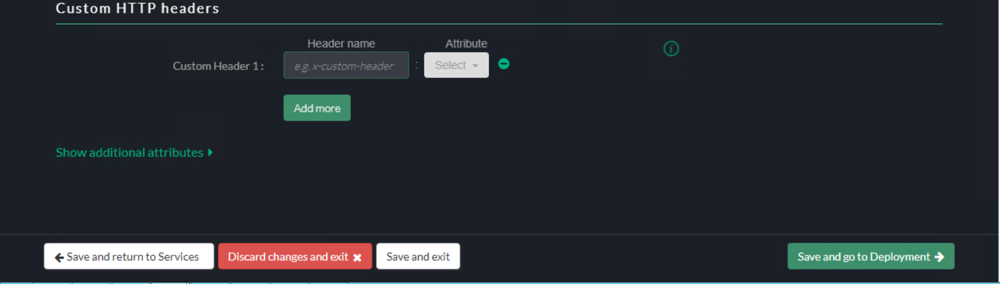 Custom HTTP headers
Header name Attribute
Custom Header 1 : e.g. x-custom-header : Select
Add more
Show additional attributes
Save and return to Services Discard changes and exit Save and exit Save and go to Deployment